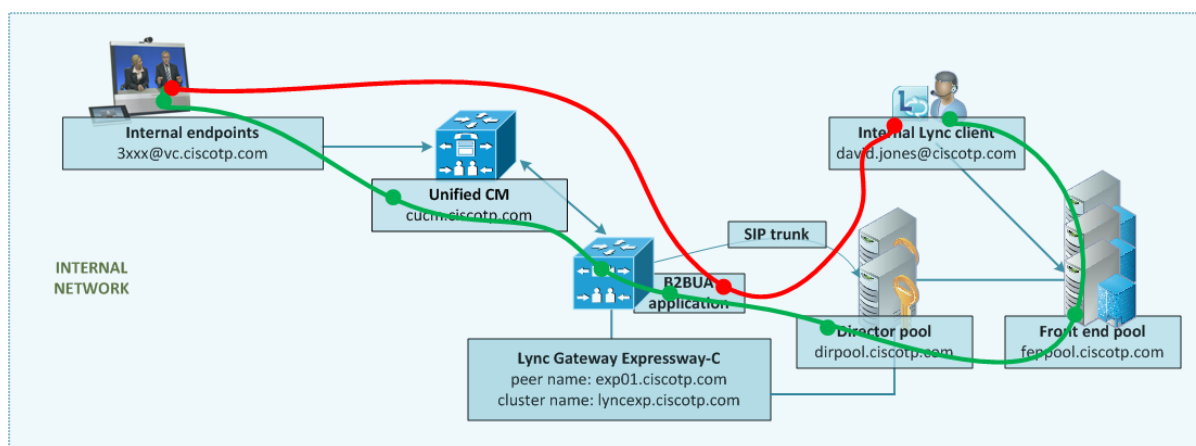 Internal endpoints
3xxx@vc.ciscotp.com
Unified CM
cucm.ciscotp.com
Internal Lync client
david.jones@ciscotp.com
SIP trunk
INTERNAL
NETWORK
B2BUA
application
Director pool
dirpool.ciscotp.com
Front end pool
feppool.ciscotp.com
Lync Gateway Expressway-C
peer name: exp01.ciscotp.com
cluster name: lyncexp.ciscotp.com